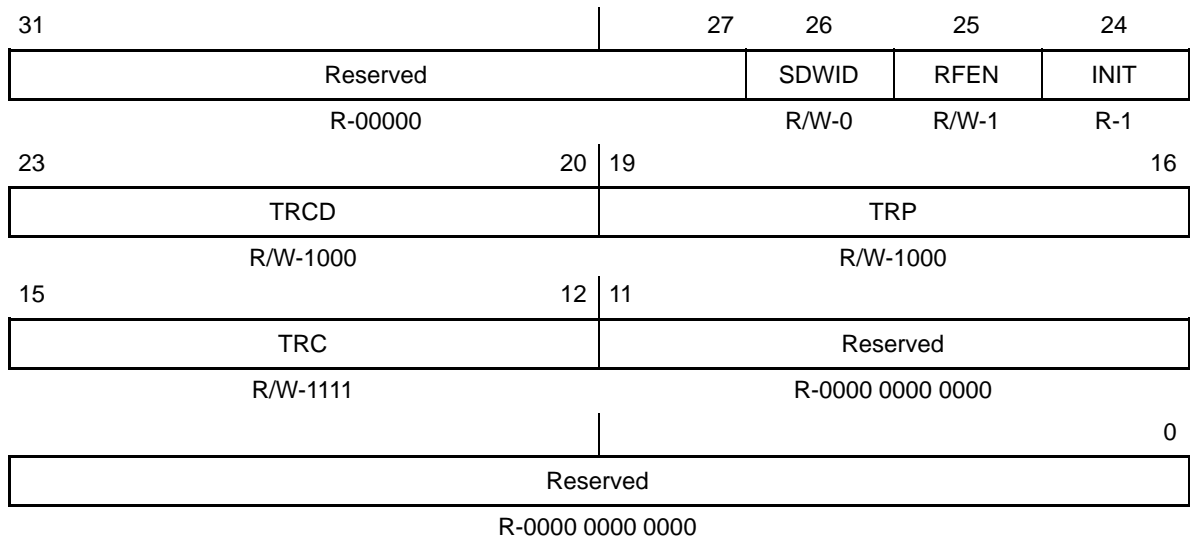 31 27 26 25 24
Reserved SDWID RFEN INIT
R-00000 R/W-0 R/W-1 R-1
23 20 19 16
TRCD TRP
R/W-1000 R/W-1000
15 12 11
TRC Reserved
R/W-1111 R-0000 0000 0000
0
Reserved
R-0000 0000 0000